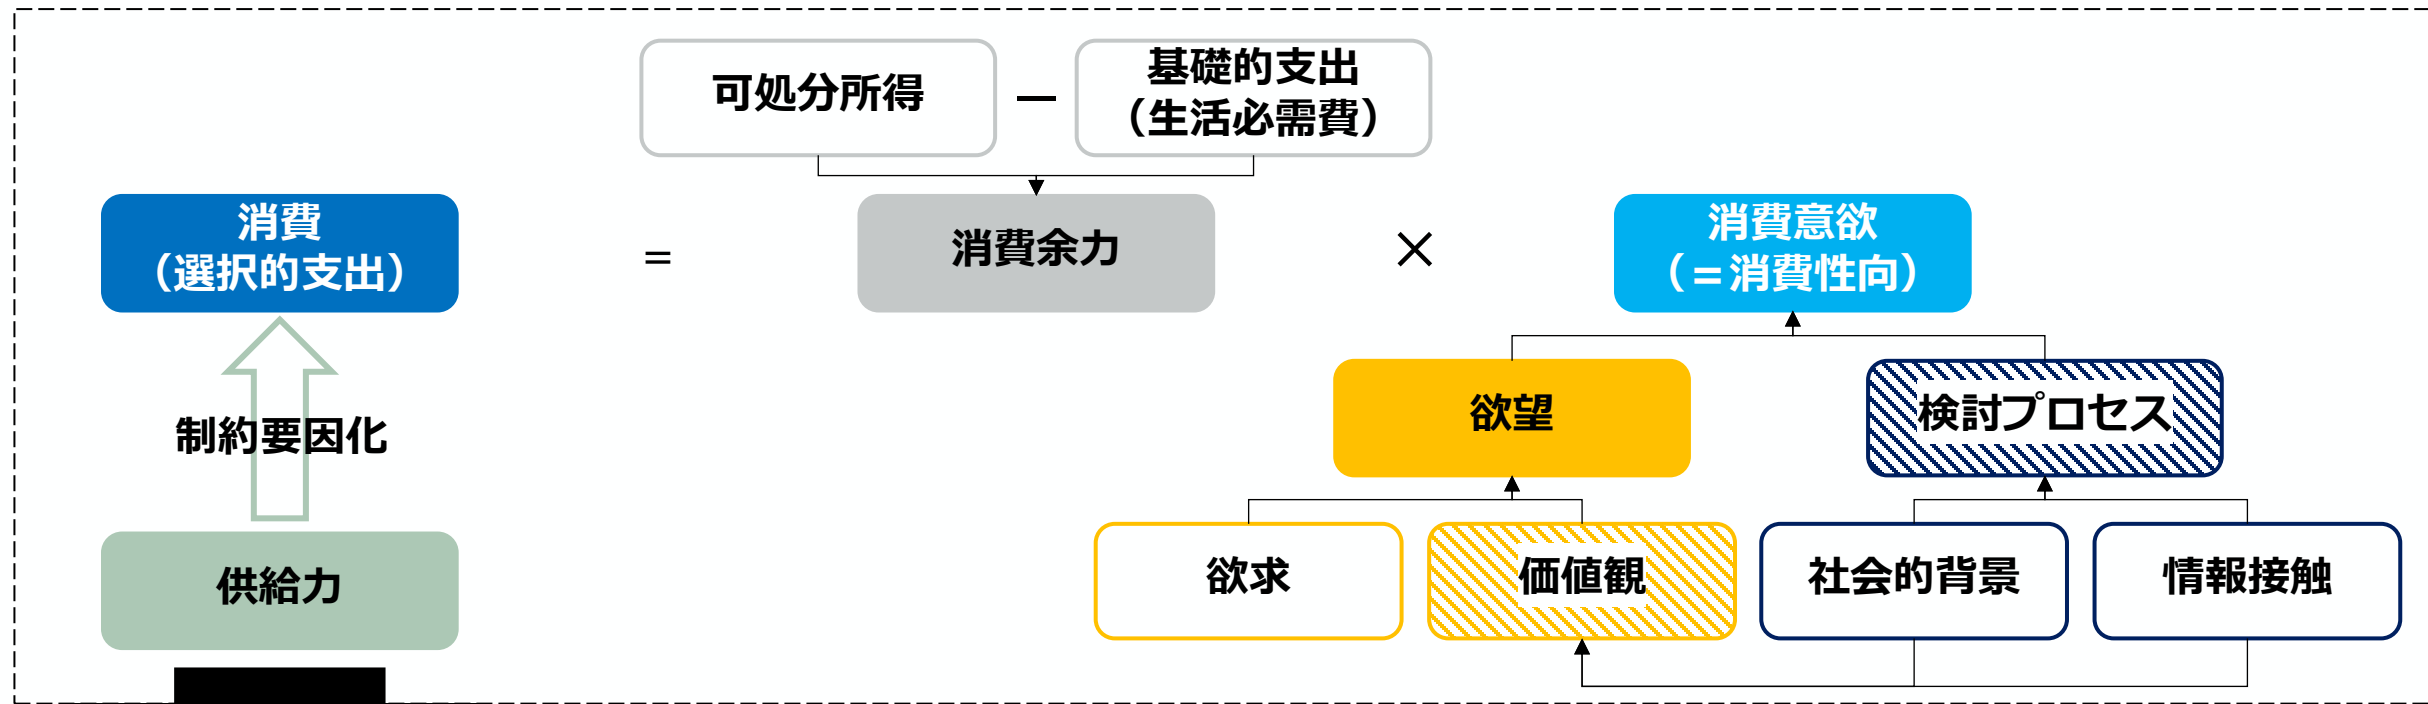 可処分所得
―
基礎的支出
（生活必需費）
消費
（選択的支出）
＝
消費余力
×
消費意欲
（＝消費性向）
制約要因化
欲望
検討プロセス
供給力
欲求
価値観
社会的背景
情報接触